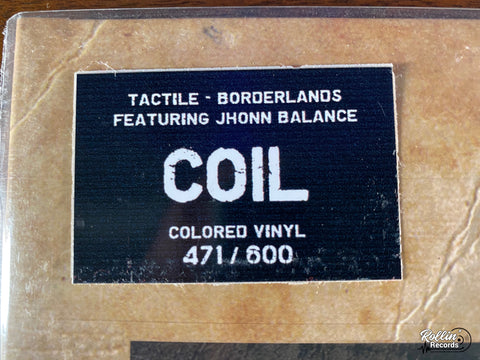 TACTILE - BORDERLANDS
FEATURING JHONN BALANCE
COIL
COLORED VINYL
471/600
Rollin
Records